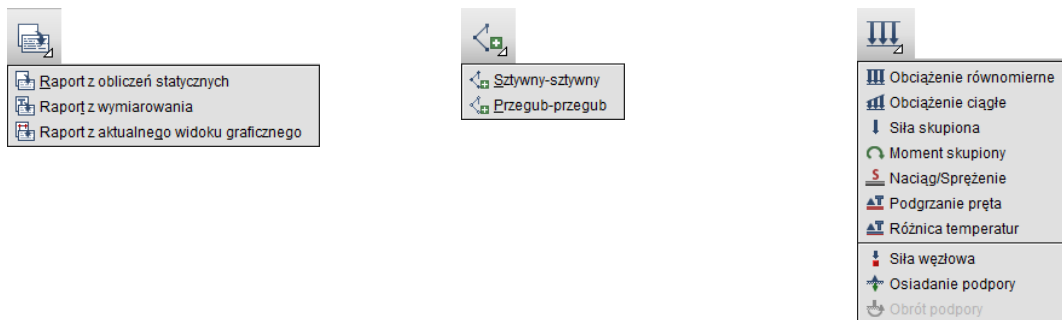 Raport z obliczeń statycznych
Raport z wymiarowania
Raport z aktualnego widoku graficznego
Sztywny-sztywny
Przegub-przegub
Obciążenie równomierne
Obciążenie ciągłe
Siła skupiona
Moment skupiony
Naciąg/Sprężenie
Podgrzanie pręta
Różnica temperatur
Siła węzłowa
Osiadanie podpory
Obrót podpory